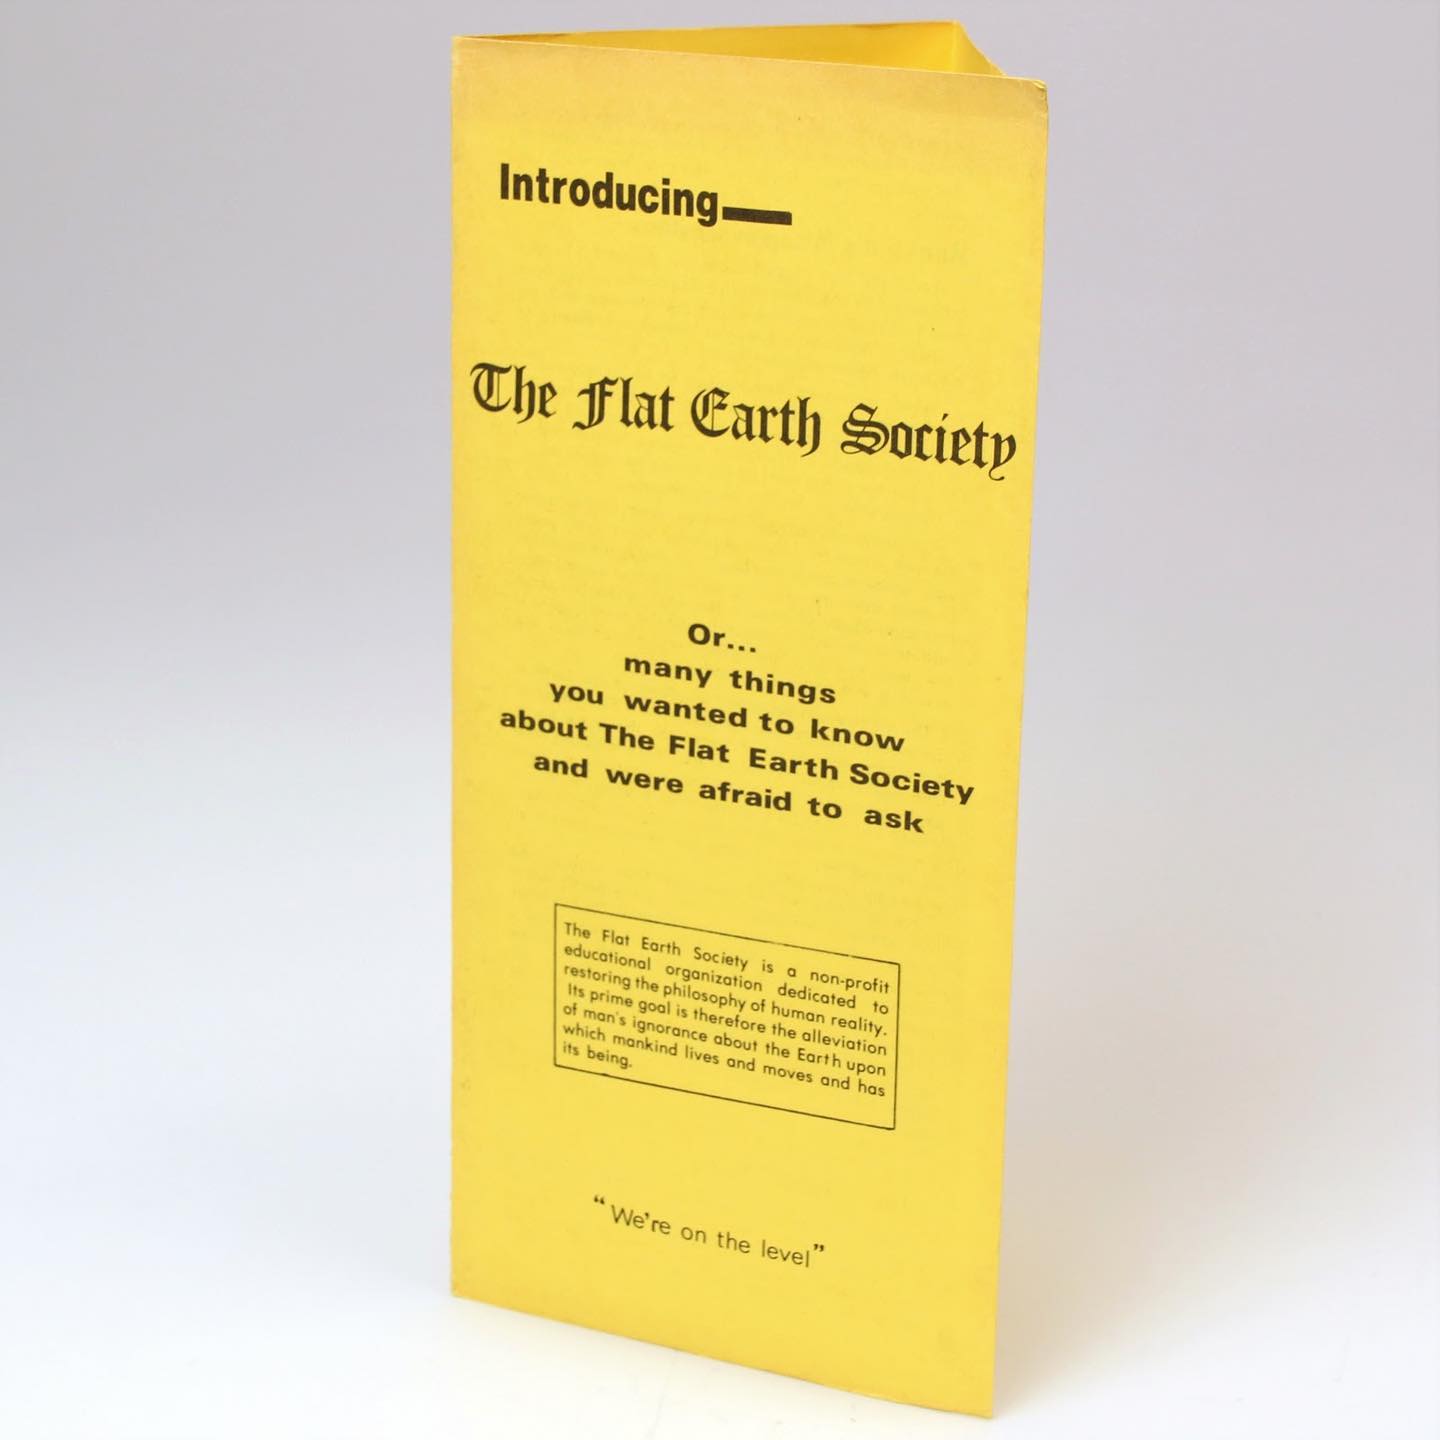 Introducing—
The Flat Earth Society
Or...
many things
you wanted to know
about The Flat Earth Society
and were afraid to ask
The Flat Earth Society is a non-profit
educational organization dedicated to
restoring the philosophy of human reality.
Its prime goal is therefore the alleviation
of man's ignorance about the Earth upon
which mankind lives and moves and has
its being.
"We're on the level"